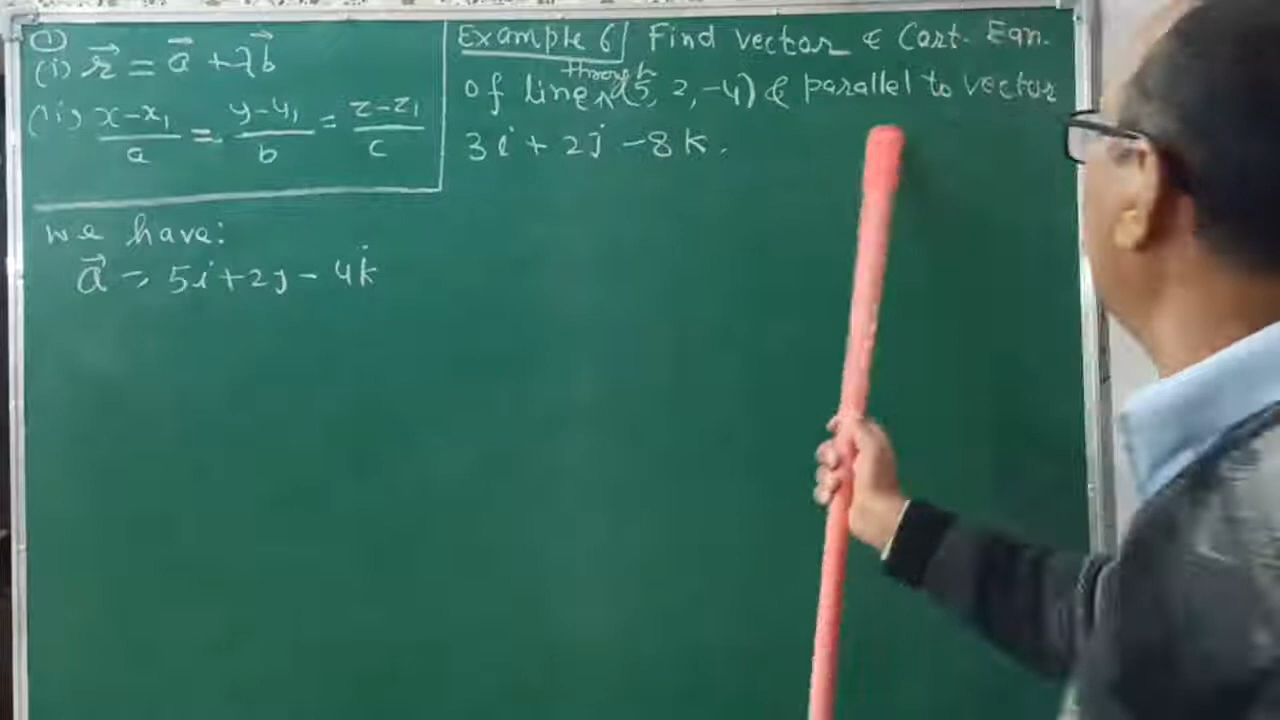 ①
(i) r⃗ = a⃗ + λb⃗
(ii) x-x₁/a = y-y₁/b = z-z₁/c
Example 6 Find vector & Cart. Eqn.
of line through (5, 2, -4) & parallel to vector
3i + 2j - 8k.
we have:
a⃗ = 5i + 2j - 4k